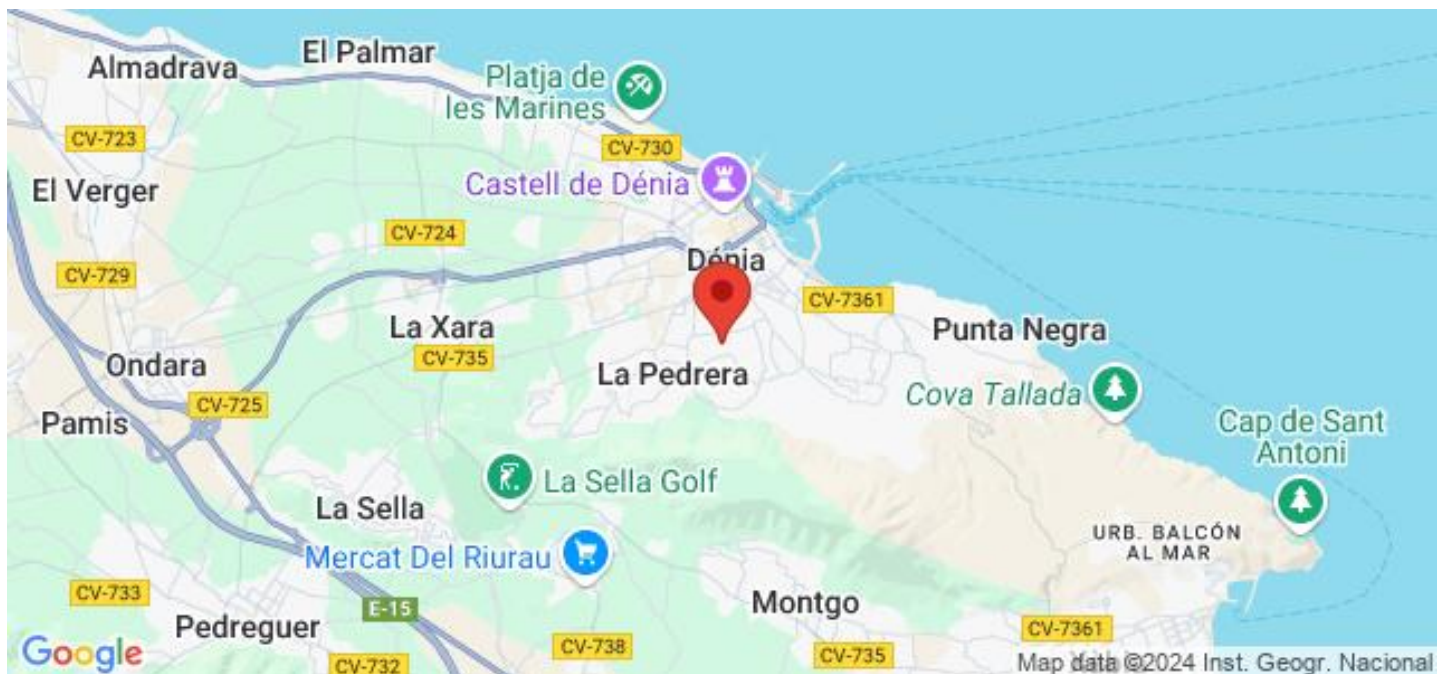 El Palmar
Almadrava
Platja de
les Marines
CV-723
CV-730
El Verger
Castell de Dénia
CV-724
Dénia
CV-729
CV-7361
La Xara
Punta Negra
CV-735
Ondara
La Pedrera
Cova Tallada
CV-725
Pamis
Cap de Sant
Antoni
La Sella Golf
La Sella
URB. BALCÓN
AL MAR
Mercat Del Riurau
CV-733
Montgo
E-15
Pedreguer
CV-7361
CV-738
CV-735
Google
CV-732
Map data ©2024 Inst. Geogr. Nacional